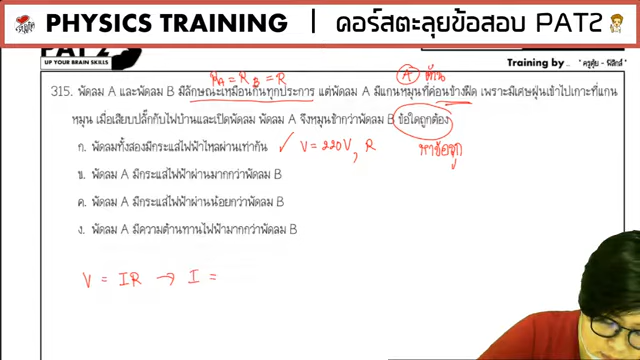 PHYSICS TRAINING คอร์สตะลุยข้อสอบ PAT2
UP YOUR BRAIN SKILLS
Training by .. ครูตุ้ย - ฟิสิกส์
R_A = R_B = R
A ต้าน
315. พัดลม A และพัดลม B มีลักษณะเหมือนกันทุกประการ แต่พัดลม A มีแกนหมุนที่ค่อนข้างฝืด เพราะมีเศษฝุ่นเข้าไปเกาะที่แกน
หมุน เมื่อเสียบปลั๊กกับไฟบ้านและเปิดพัดลม พัดลม A จึงหมุนช้ากว่าพัดลม B ข้อใดถูกต้อง
ก. พัดลมทั้งสองมีกระแสไฟฟ้าไหลผ่านเท่ากัน ✓ V = 220V, R หาข้อถูก
ข. พัดลม A มีกระแสไฟฟ้าผ่านมากกว่าพัดลม B
ค. พัดลม A มีกระแสไฟฟ้าผ่านน้อยกว่าพัดลม B
ง. พัดลม A มีความต้านทานไฟฟ้ามากกว่าพัดลม B
V = IR → I =